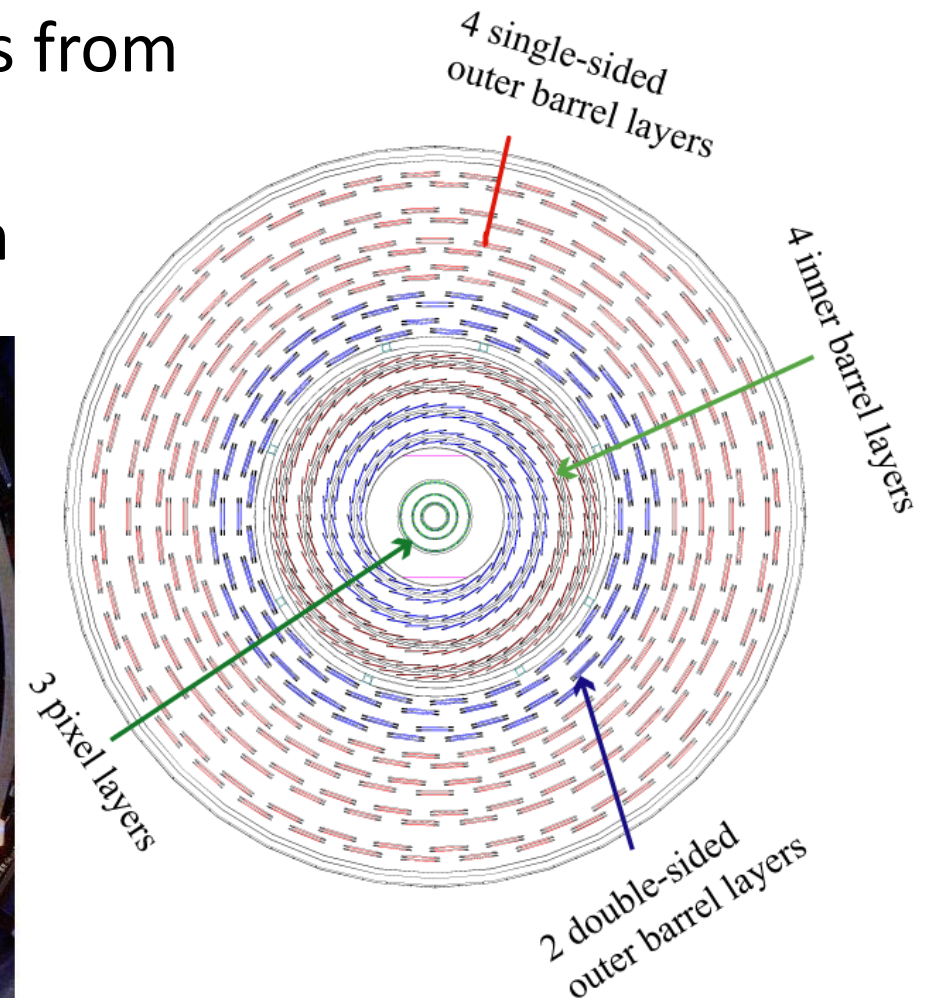 s from
n
4 single-sided
outer barrel layers
4 inner barrel layers
3 pixel layers
2 double-sided
outer barrel layers